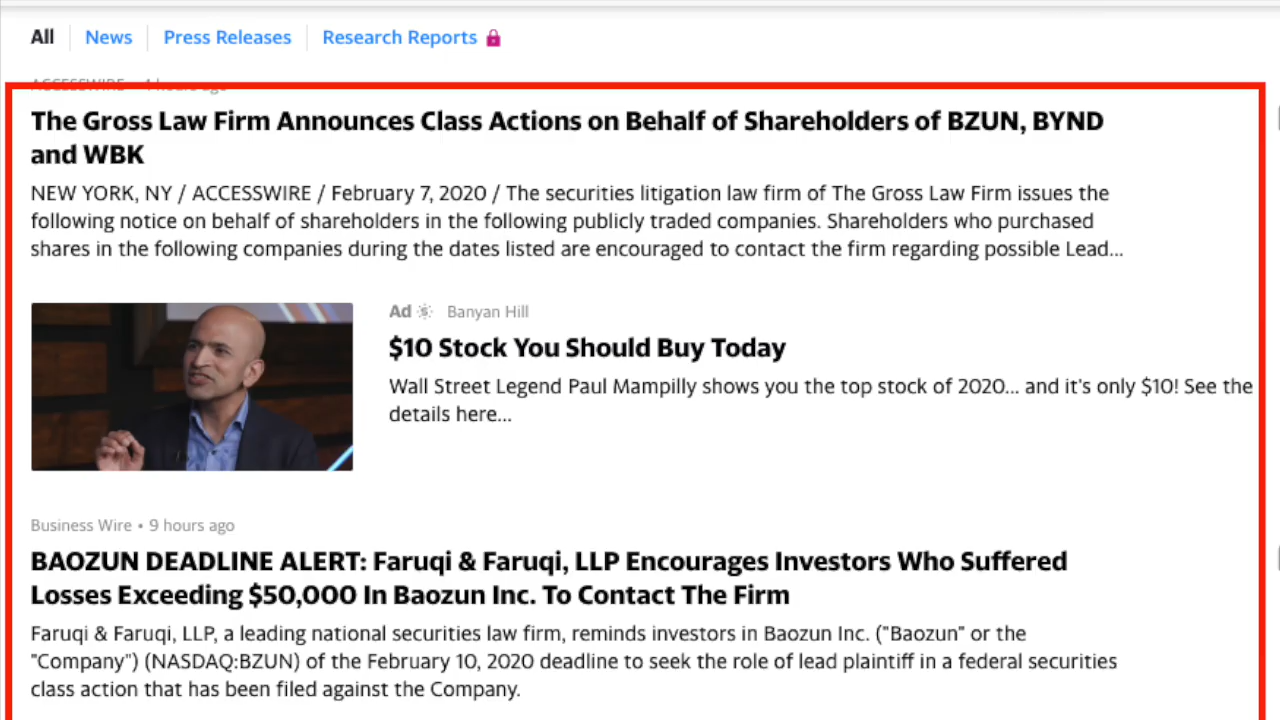 All
News
Press Releases
Research Reports
ACCESSWIRE • 4 hours ago
The Gross Law Firm Announces Class Actions on Behalf of Shareholders of BZUN, BYND
and WBK
NEW YORK, NY / ACCESSWIRE / February 7, 2020 / The securities litigation law firm of The Gross Law Firm issues the
following notice on behalf of shareholders in the following publicly traded companies. Shareholders who purchased
shares in the following companies during the dates listed are encouraged to contact the firm regarding possible Lead...
Ad Banyan Hill
$10 Stock You Should Buy Today
Wall Street Legend Paul Mampilly shows you the top stock of 2020... and it's only $10! See the
details here...
Business Wire • 9 hours ago
BAOZUN DEADLINE ALERT: Faruqi & Faruqi, LLP Encourages Investors Who Suffered
Losses Exceeding $50,000 In Baozun Inc. To Contact The Firm
Faruqi & Faruqi, LLP, a leading national securities law firm, reminds investors in Baozun Inc. ("Baozun" or the
"Company") (NASDAQ:BZUN) of the February 10, 2020 deadline to seek the role of lead plaintiff in a federal securities
class action that has been filed against the Company.